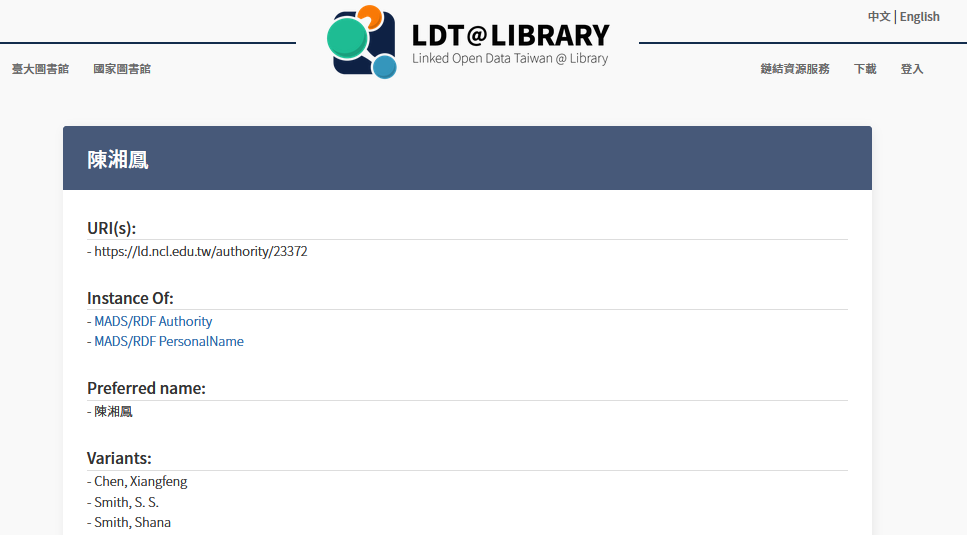 中文 | English
LDT@LIBRARY
Linked Open Data Taiwan @ Library
臺大圖書館 國家圖書館 鏈結資源服務 下載 登入
陳湘鳳
URI(s):
- https://ld.ncl.edu.tw/authority/23372
Instance Of:
- MADS/RDF Authority
- MADS/RDF PersonalName
Preferred name:
- 陳湘鳳
Variants:
- Chen, Xiangfeng
- Smith, S. S.
- Smith, Shana